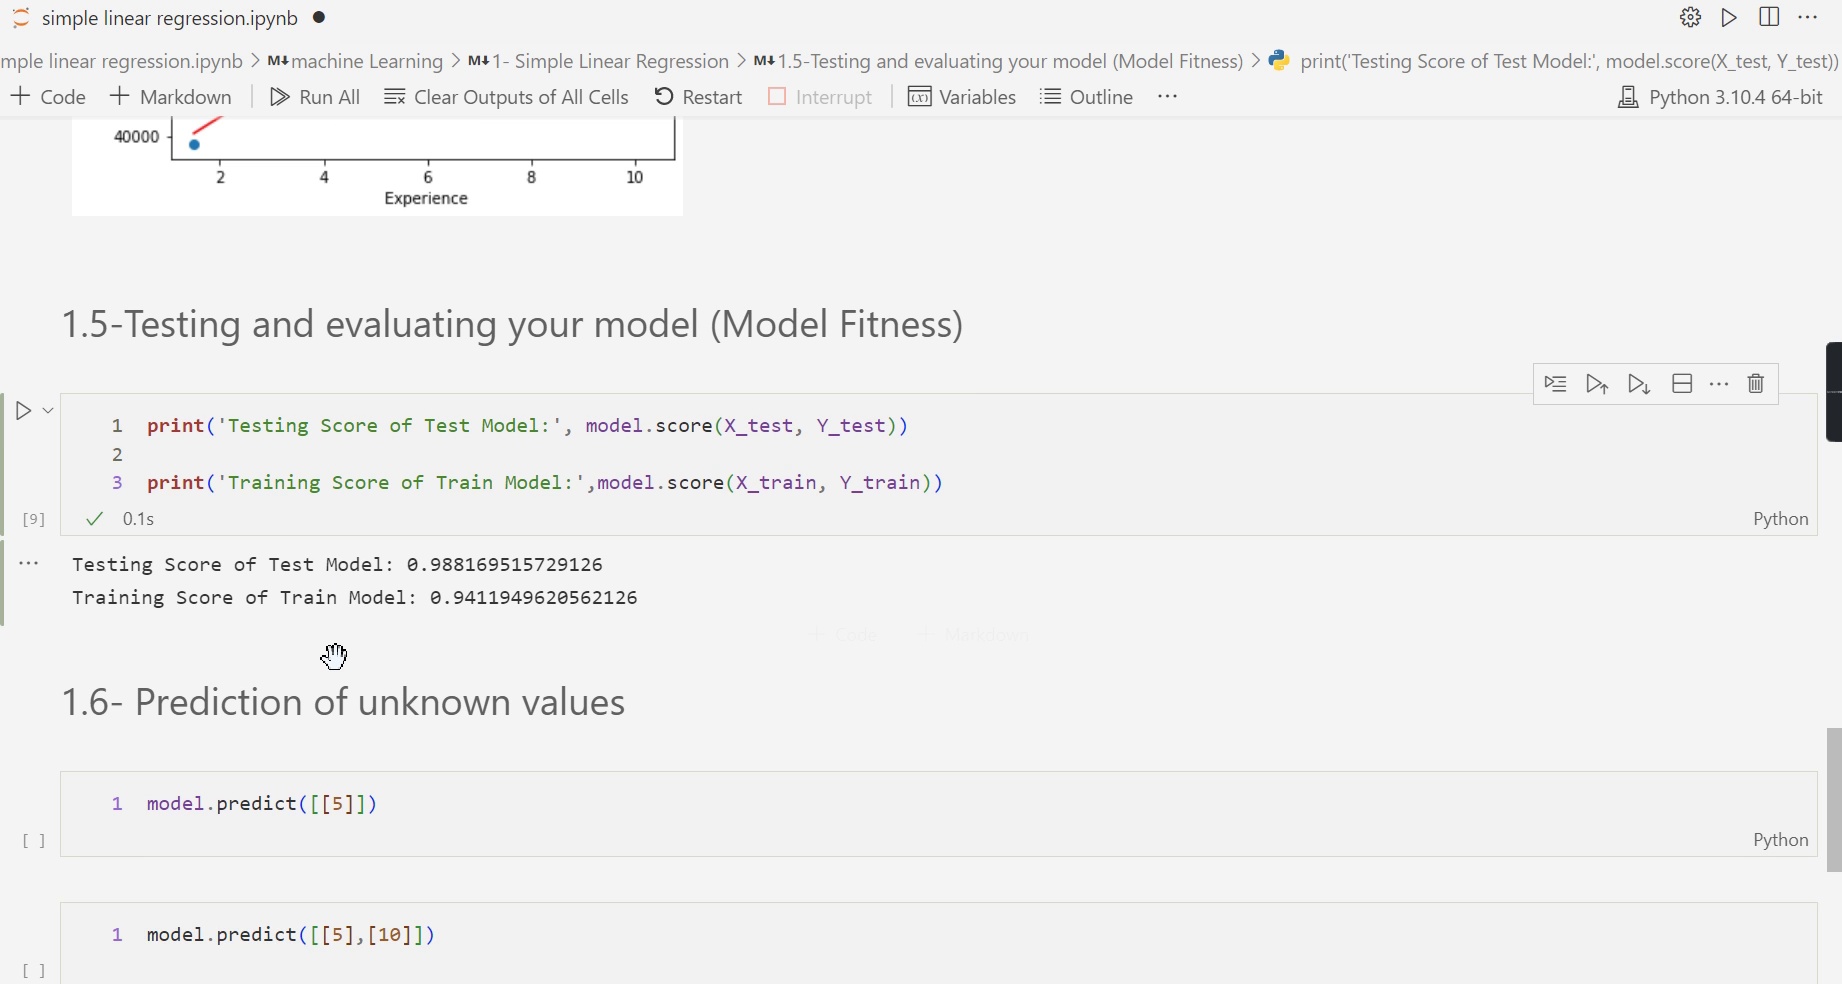 simple linear regression.ipynb
mple linear regression.ipynb > M↓machine Learning > M↓1- Simple Linear Regression > M↓1.5-Testing and evaluating your model (Model Fitness) > print('Testing Score of Test Model:', model.score(X_test, Y_test))
+ Code + Markdown Run All Clear Outputs of All Cells Restart Interrupt Variables Outline ··· Python 3.10.4 64-bit
40000
2 4 6 8 10
Experience
1.5-Testing and evaluating your model (Model Fitness)
1 print('Testing Score of Test Model:', model.score(X_test, Y_test))
2
3 print('Training Score of Train Model:',model.score(X_train, Y_train))
[9] ✓ 0.1s Python
Testing Score of Test Model: 0.988169515729126
Training Score of Train Model: 0.9411949620562126
+ Code + Markdown
1.6- Prediction of unknown values
1 model.predict([[5]])
[ ] Python
1 model.predict([[5],[10]])
[ ]